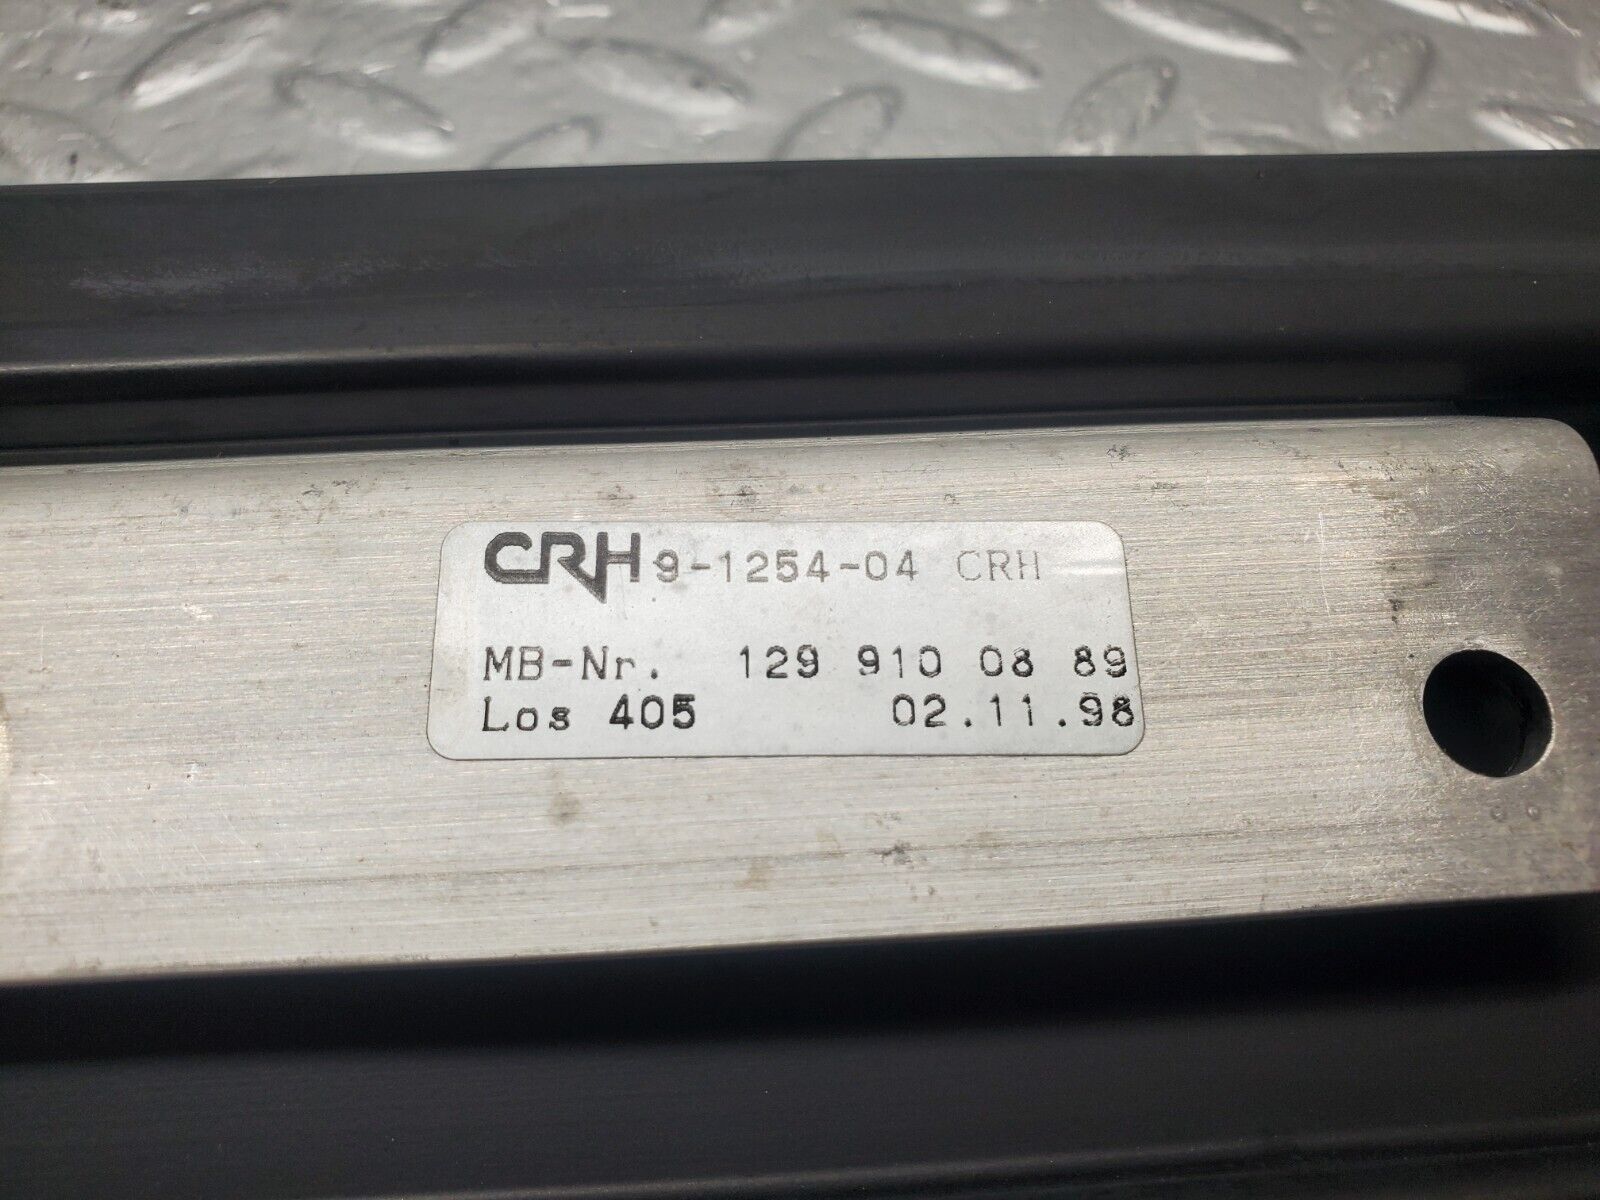 CRH 9-1254-04 CRH
MB-Nr. 129 910 08 89
Los 405 02.11.98